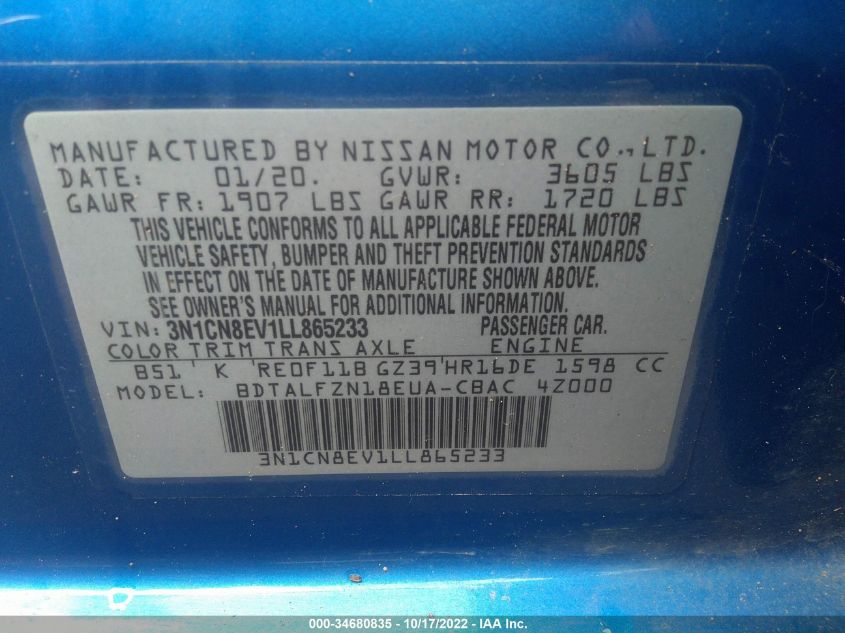 MANUFACTURED BY NISSAN MOTOR CO., LTD.
DATE: 01/20. GVWR: 3605 LBS
GAWR FR: 1907 LBS GAWR RR: 1720 LBS
THIS VEHICLE CONFORMS TO ALL APPLICABLE FEDERAL MOTOR
VEHICLE SAFETY, BUMPER AND THEFT PREVENTION STANDARDS
IN EFFECT ON THE DATE OF MANUFACTURE SHOWN ABOVE.
SEE OWNER'S MANUAL FOR ADDITIONAL INFORMATION.
VIN: 3N1CN8EV1LL865233 PASSENGER CAR.
COLOR TRIM TRANS AXLE ENGINE
B51 K RE0F11B GZ39 HR16DE 1598 CC
MODEL: BDTALFZN18EUA-CBAC 4Z000
3N1CN8EV1LL865233
000-34680835 - 10/17/2022 - IAA Inc.